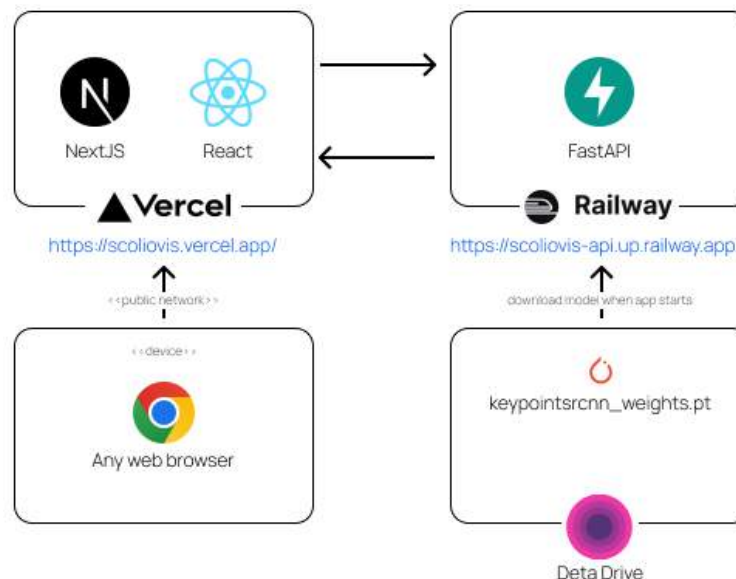 NextJS
React
Vercel
https://scoliovis.vercel.app/
FastAPI
Railway
https://scoliovis-api.up.railway.app
<<public network>>
<<device>>
Any web browser
download model when app starts
keypointsrcnn_weights.pt
Deta Drive